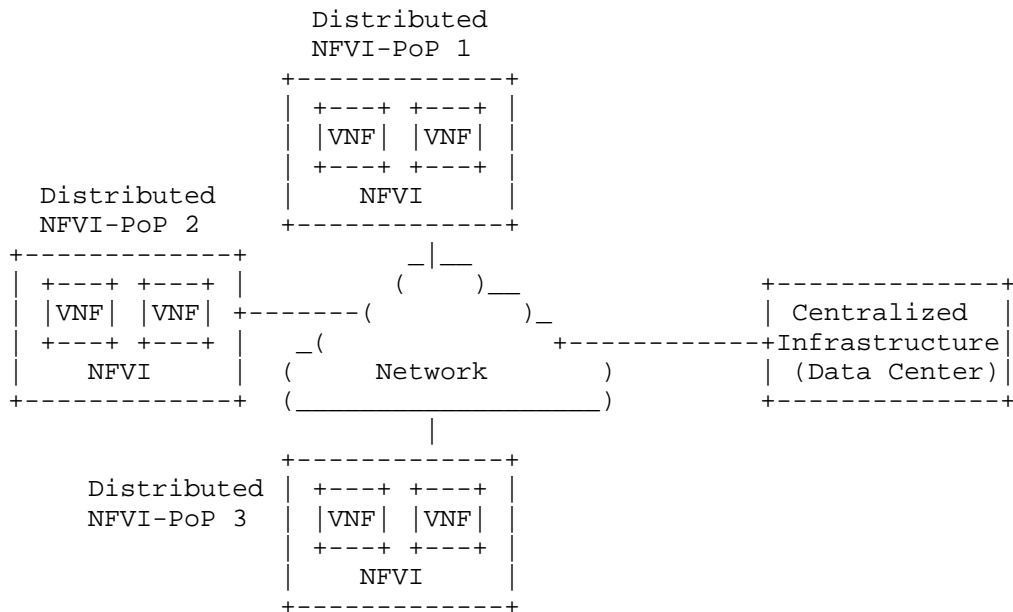 Distributed
NFVI-PoP 1
VNF VNF
NFVI
Distributed
NFVI-PoP 2
VNF VNF
NFVI
Network
Centralized
Infrastructure
(Data Center)
Distributed
NFVI-PoP 3
VNF VNF
NFVI